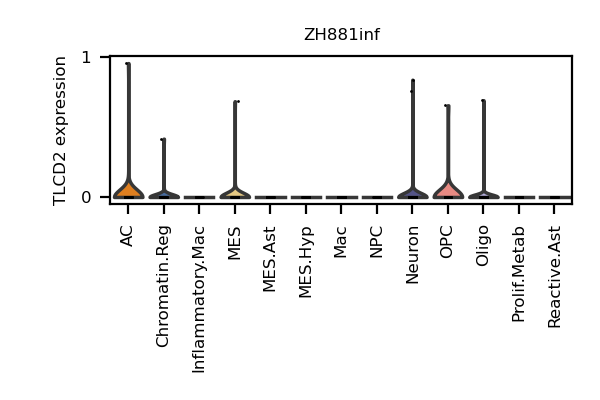 ZH881inf
TLCD2 expression
1
0
AC
Chromatin.Reg
Inflammatory.Mac
MES
MES.Ast
MES.Hyp
Mac
NPC
Neuron
OPC
Oligo
Prolif.Metab
Reactive.Ast